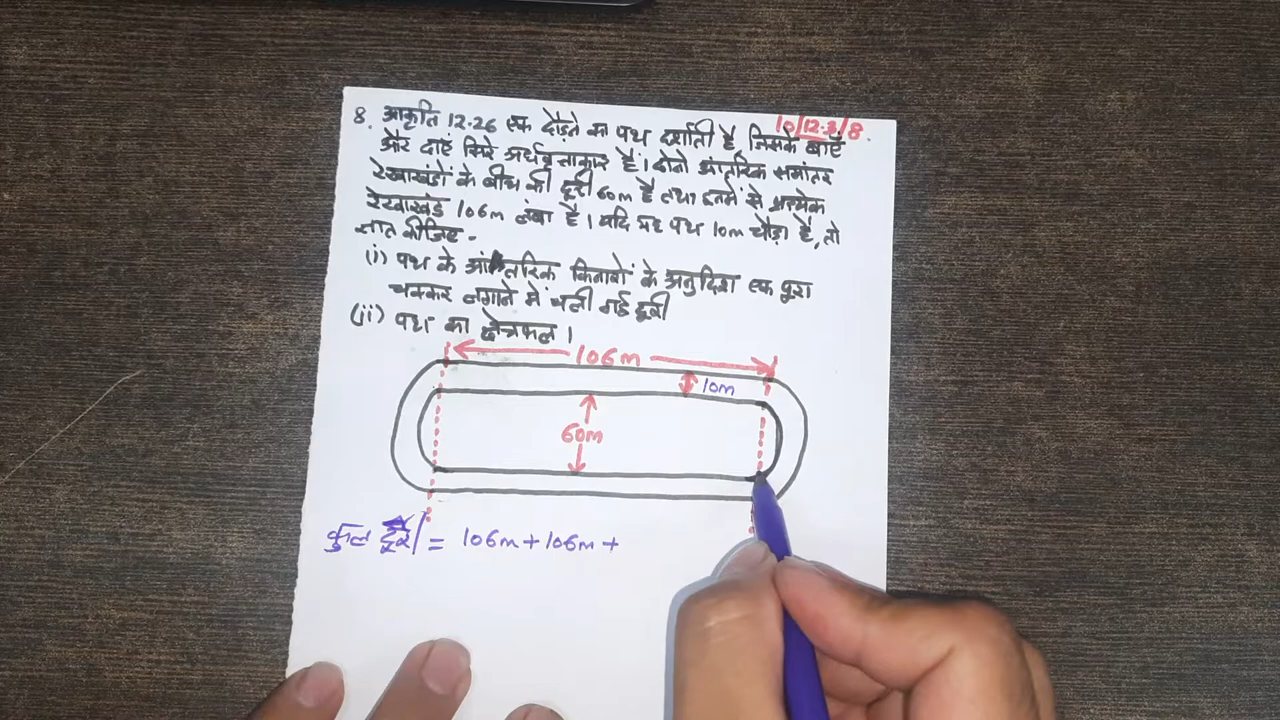 10/12.3/8.
8. आकृति 12.26 एक दौड़ने का पथ दर्शाती है, जिसके बाएँ
और दाएं सिरे अर्धवृत्ताकार हैं। दोनों आंतरिक समांतर
रेखाखंडों के बीच की दूरी 60m है तथा इनमें से प्रत्येक
रेखाखंड 106m लंबा है। यदि यह पथ 10m चौड़ा है, तो
ज्ञात कीजिए-
(i) पथ के आंतरिक किनारों के अनुदिश एक पूरा
चक्कर लगाने में चली गई दूरी
(ii) पथ का क्षेत्रफल।
106m
10m
60m
कुल दूरी = 106m + 106m +